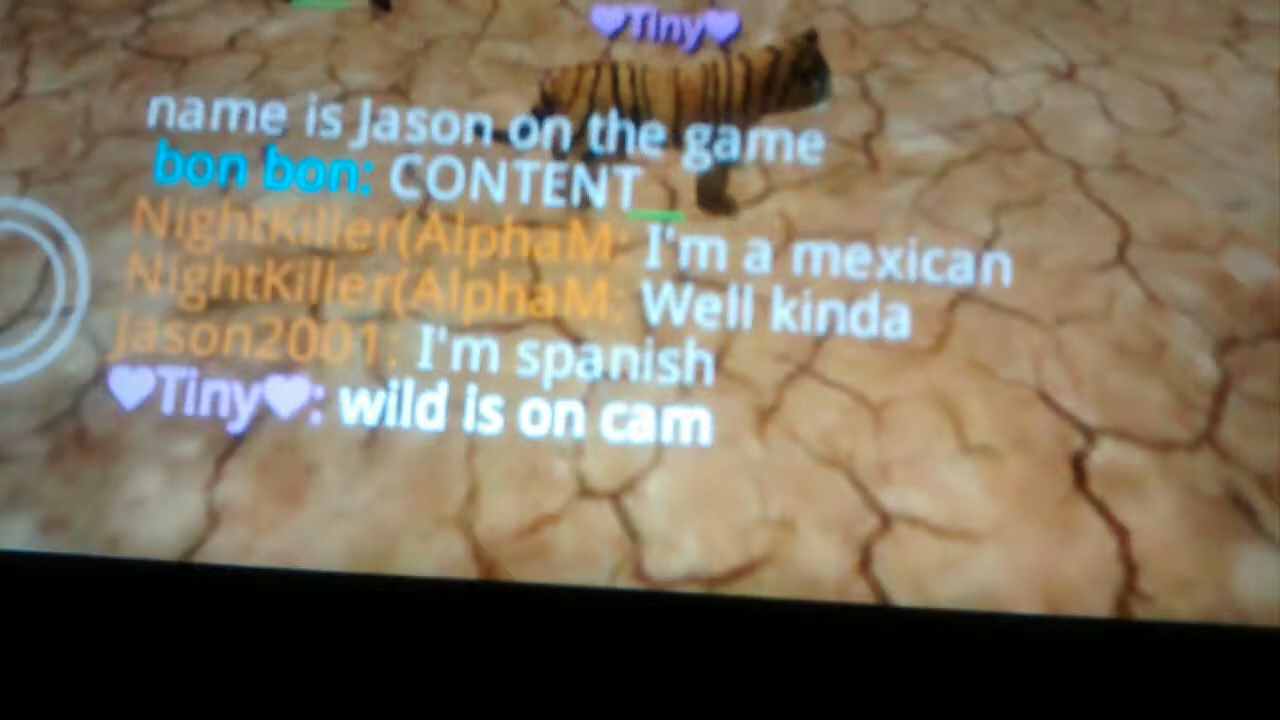 ♥Tiny♥
name is Jason on the game
bon bon: CONTENT
NightKiller(AlphaM: I'm a mexican
NightKiller(AlphaM: Well kinda
Jason2001: I'm spanish
♥Tiny♥: wild is on cam